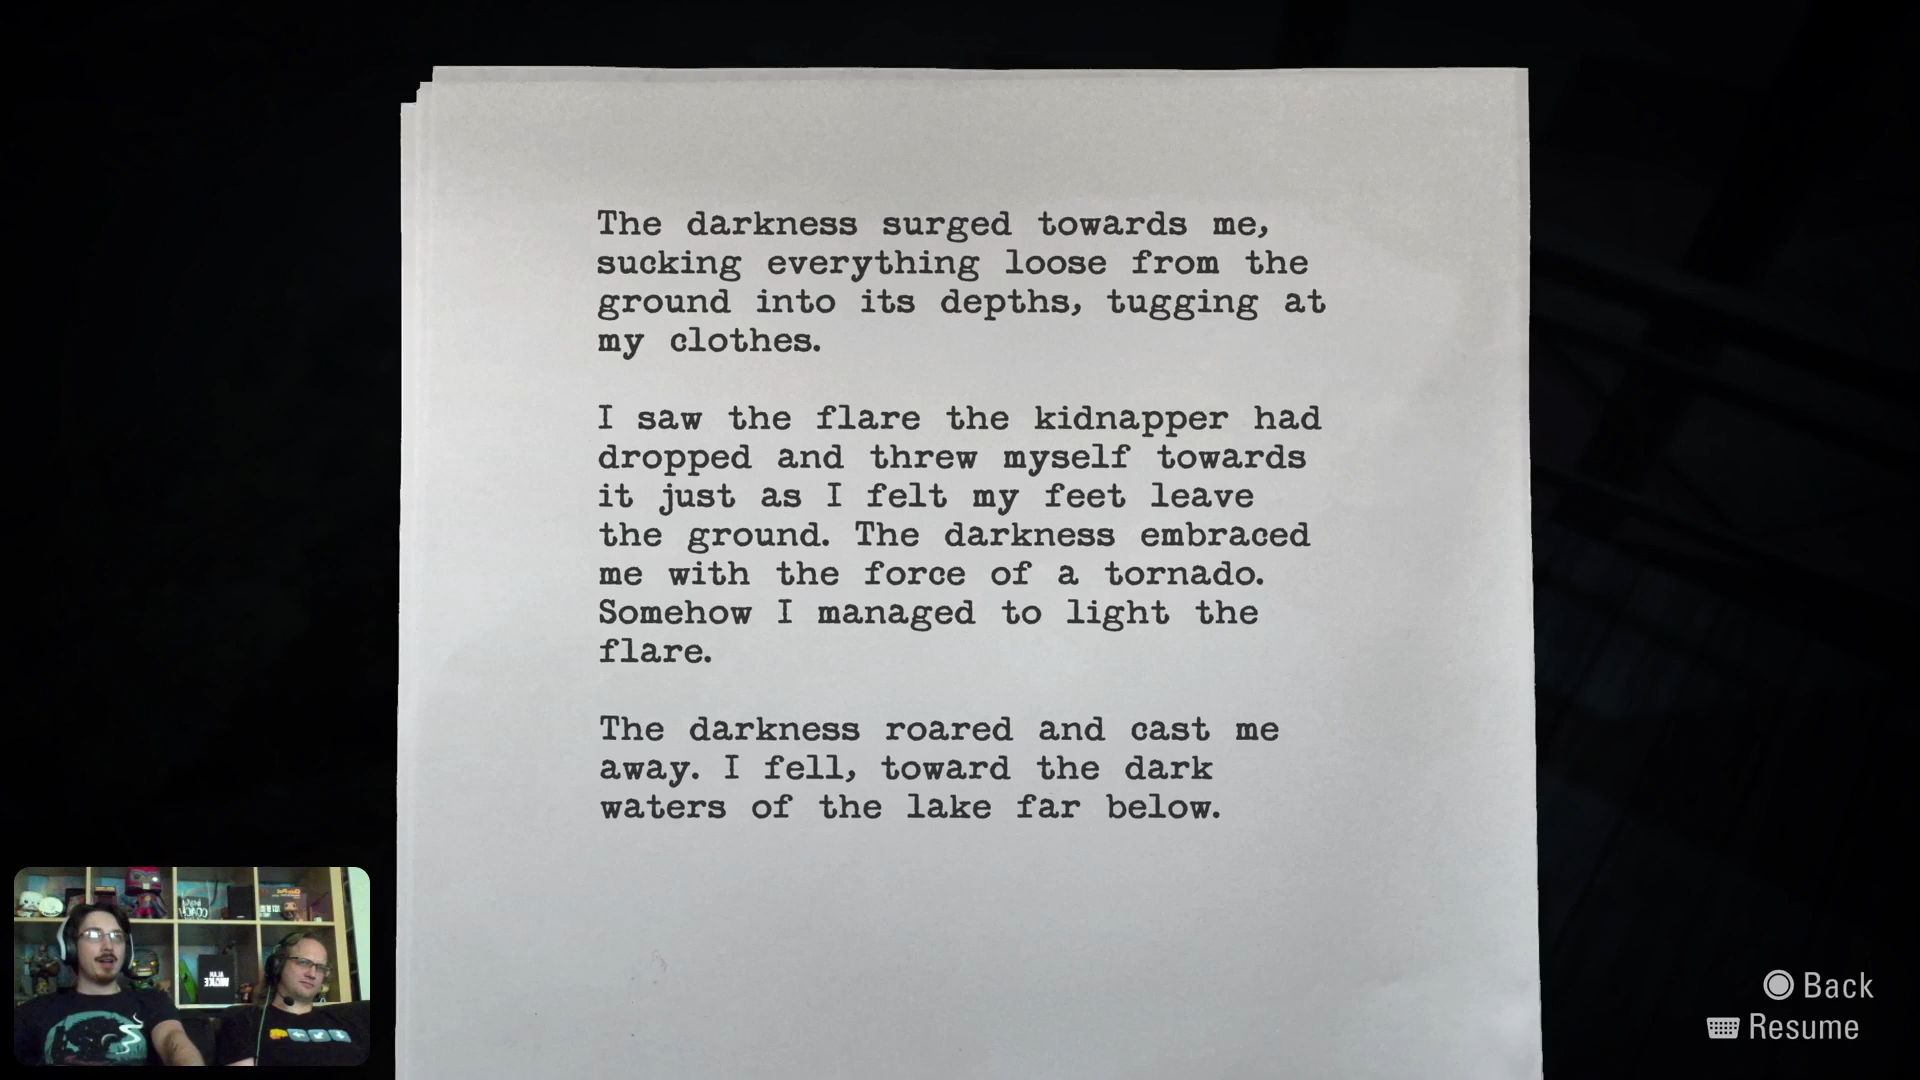 The darkness surged towards me,
sucking everything loose from the
ground into its depths, tugging at
my clothes.
I saw the flare the kidnapper had
dropped and threw myself towards
it just as I felt my feet leave
the ground. The darkness embraced
me with the force of a tornado.
Somehow I managed to light the
flare.
The darkness roared and cast me
away. I fell, toward the dark
waters of the lake far below.
Back
Resume